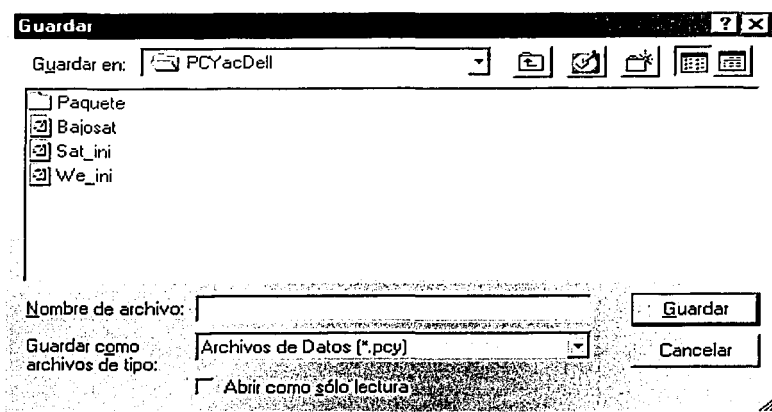 Guardar
Guardar en: PCYacDell
Paquete
Bajosat
Sat_ini
We_ini
Nombre de archivo:
Guardar
Guardar como
archivos de tipo:
Archivos de Datos (*.pcy)
Cancelar
Abrir como sólo lectura